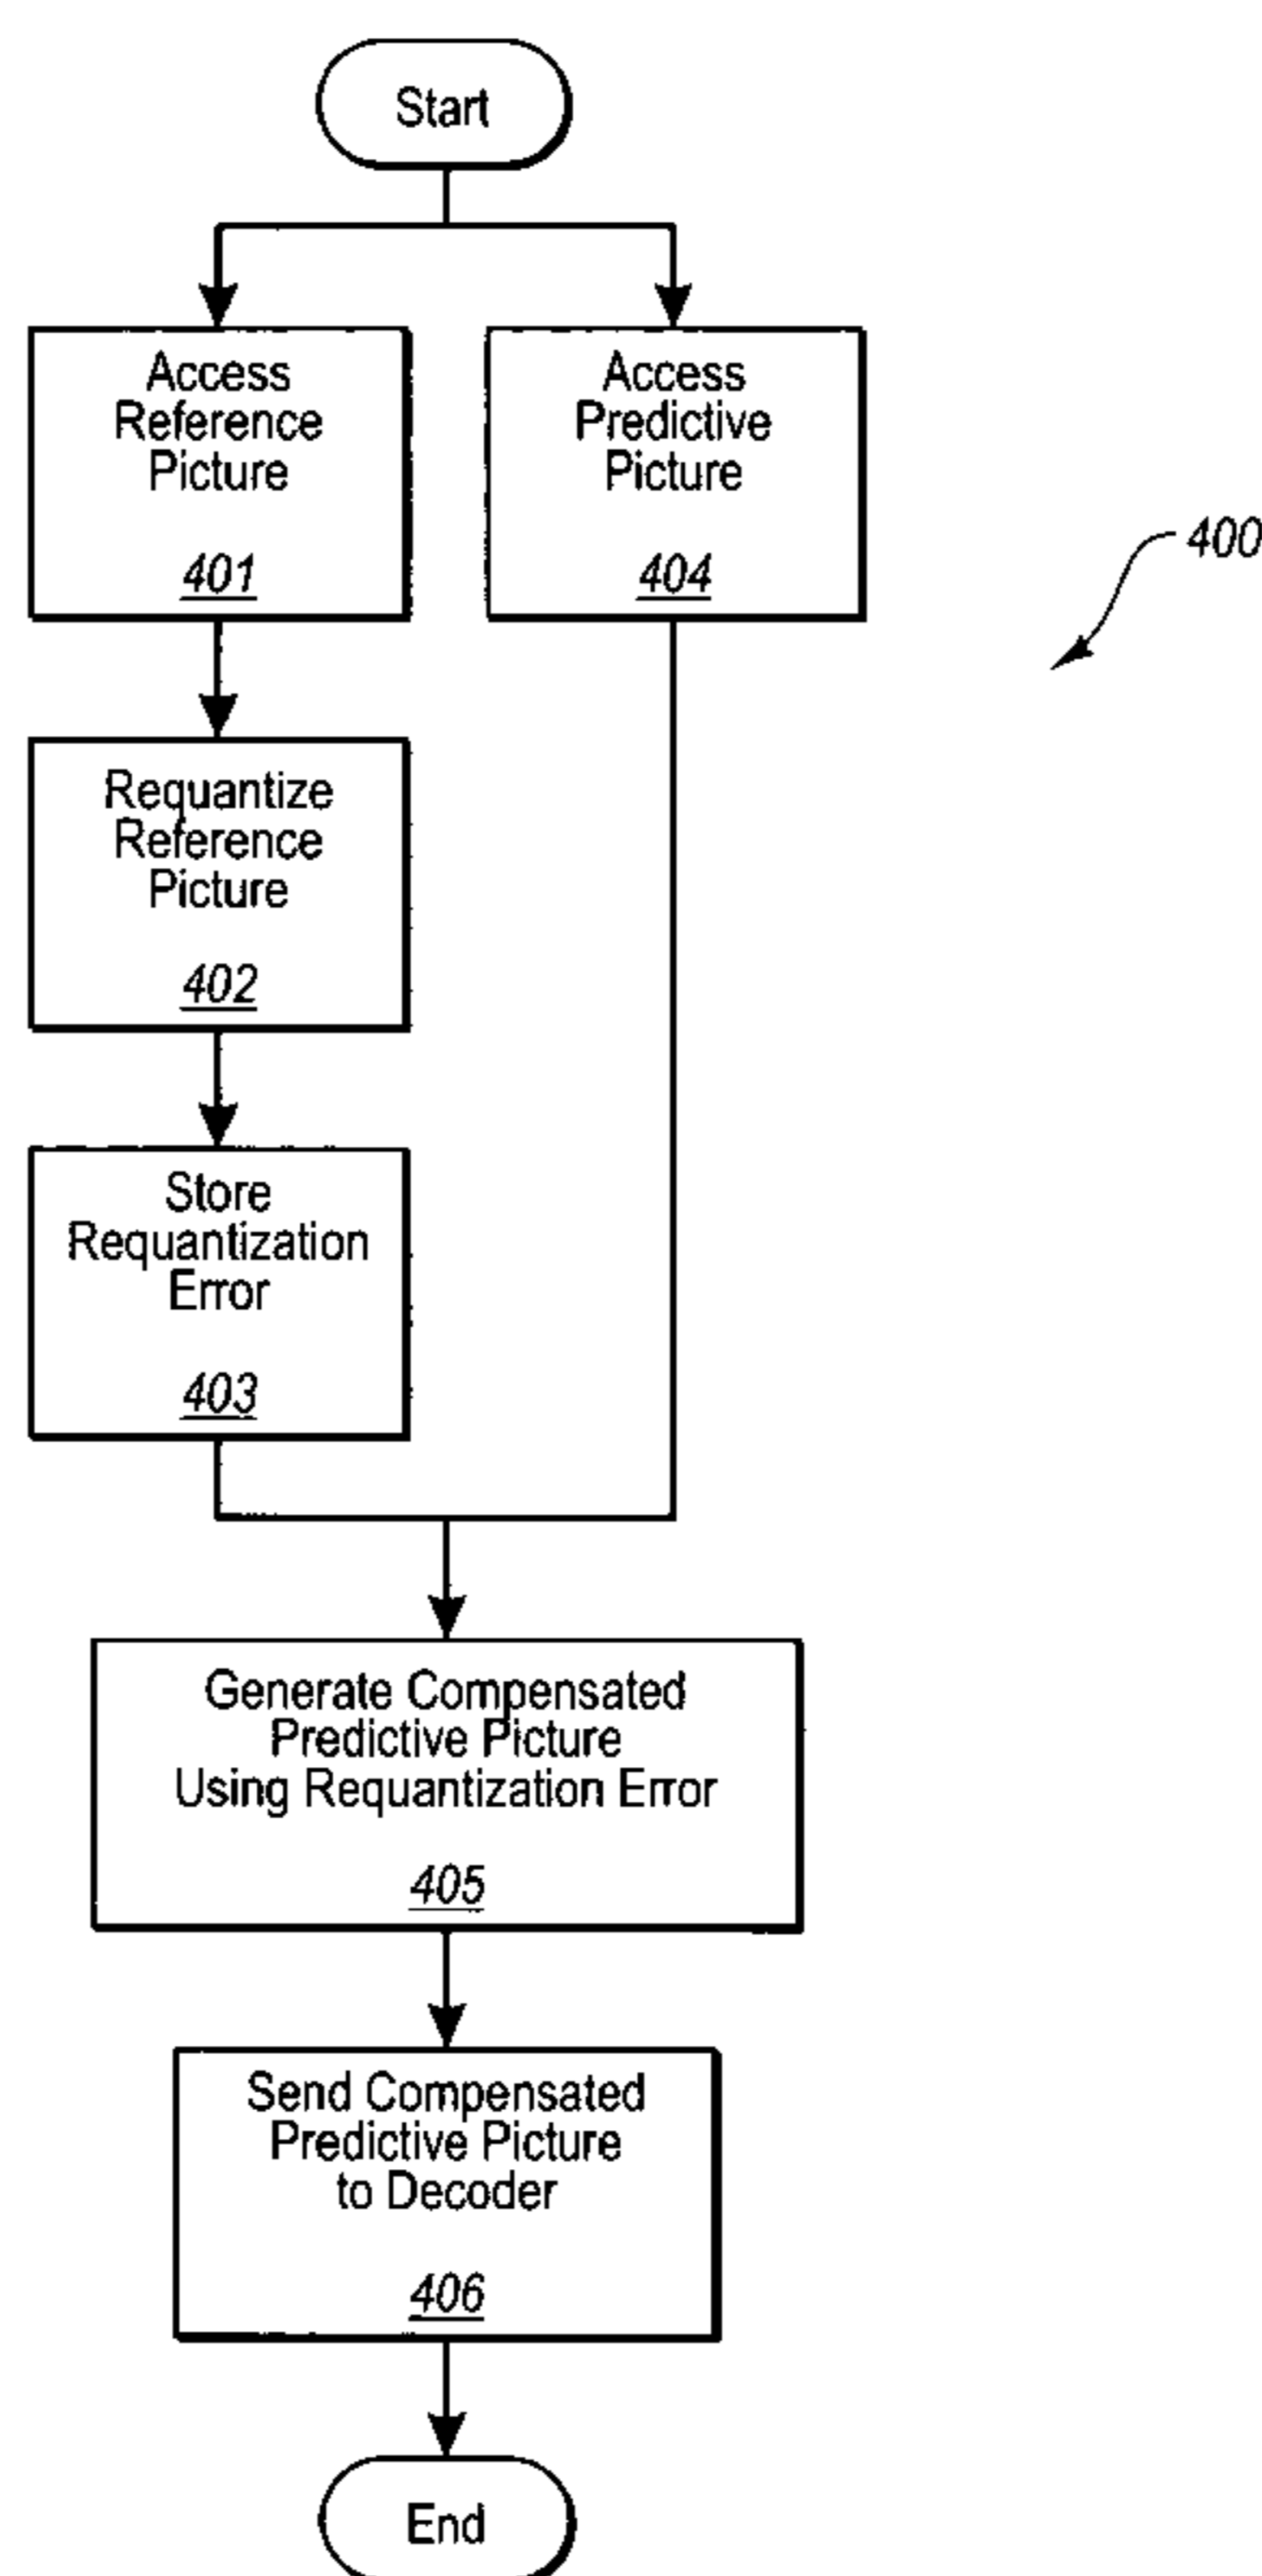 Start
Access
Reference
Picture
401
Access
Predictive
Picture
404
400
Requantize
Reference
Picture
402
Store
Requantization
Error
403
Generate Compensated
Predictive Picture
Using Requantization Error
405
Send Compensated
Predictive Picture
to Decoder
406
End